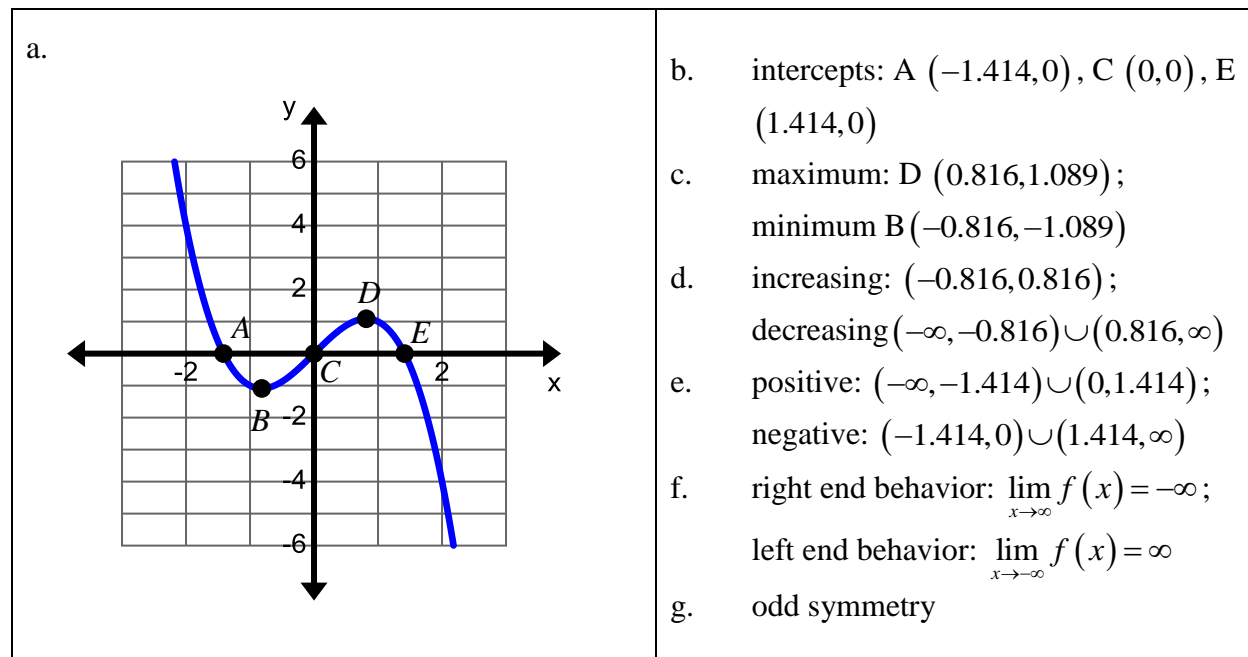 a.
y
6
4
2
D
A
E
-2
C
2
x
B
-2
-4
-6
b. intercepts: A (−1.414,0), C (0,0), E
(1.414,0)
c. maximum: D (0.816,1.089);
minimum B(−0.816,−1.089)
d. increasing: (−0.816,0.816);
decreasing(−∞,−0.816)∪(0.816,∞)
e. positive: (−∞,−1.414)∪(0,1.414);
negative: (−1.414,0)∪(1.414,∞)
f. right end behavior: lim x→∞ f(x)=−∞;
left end behavior: lim x→−∞ f(x)=∞
g. odd symmetry